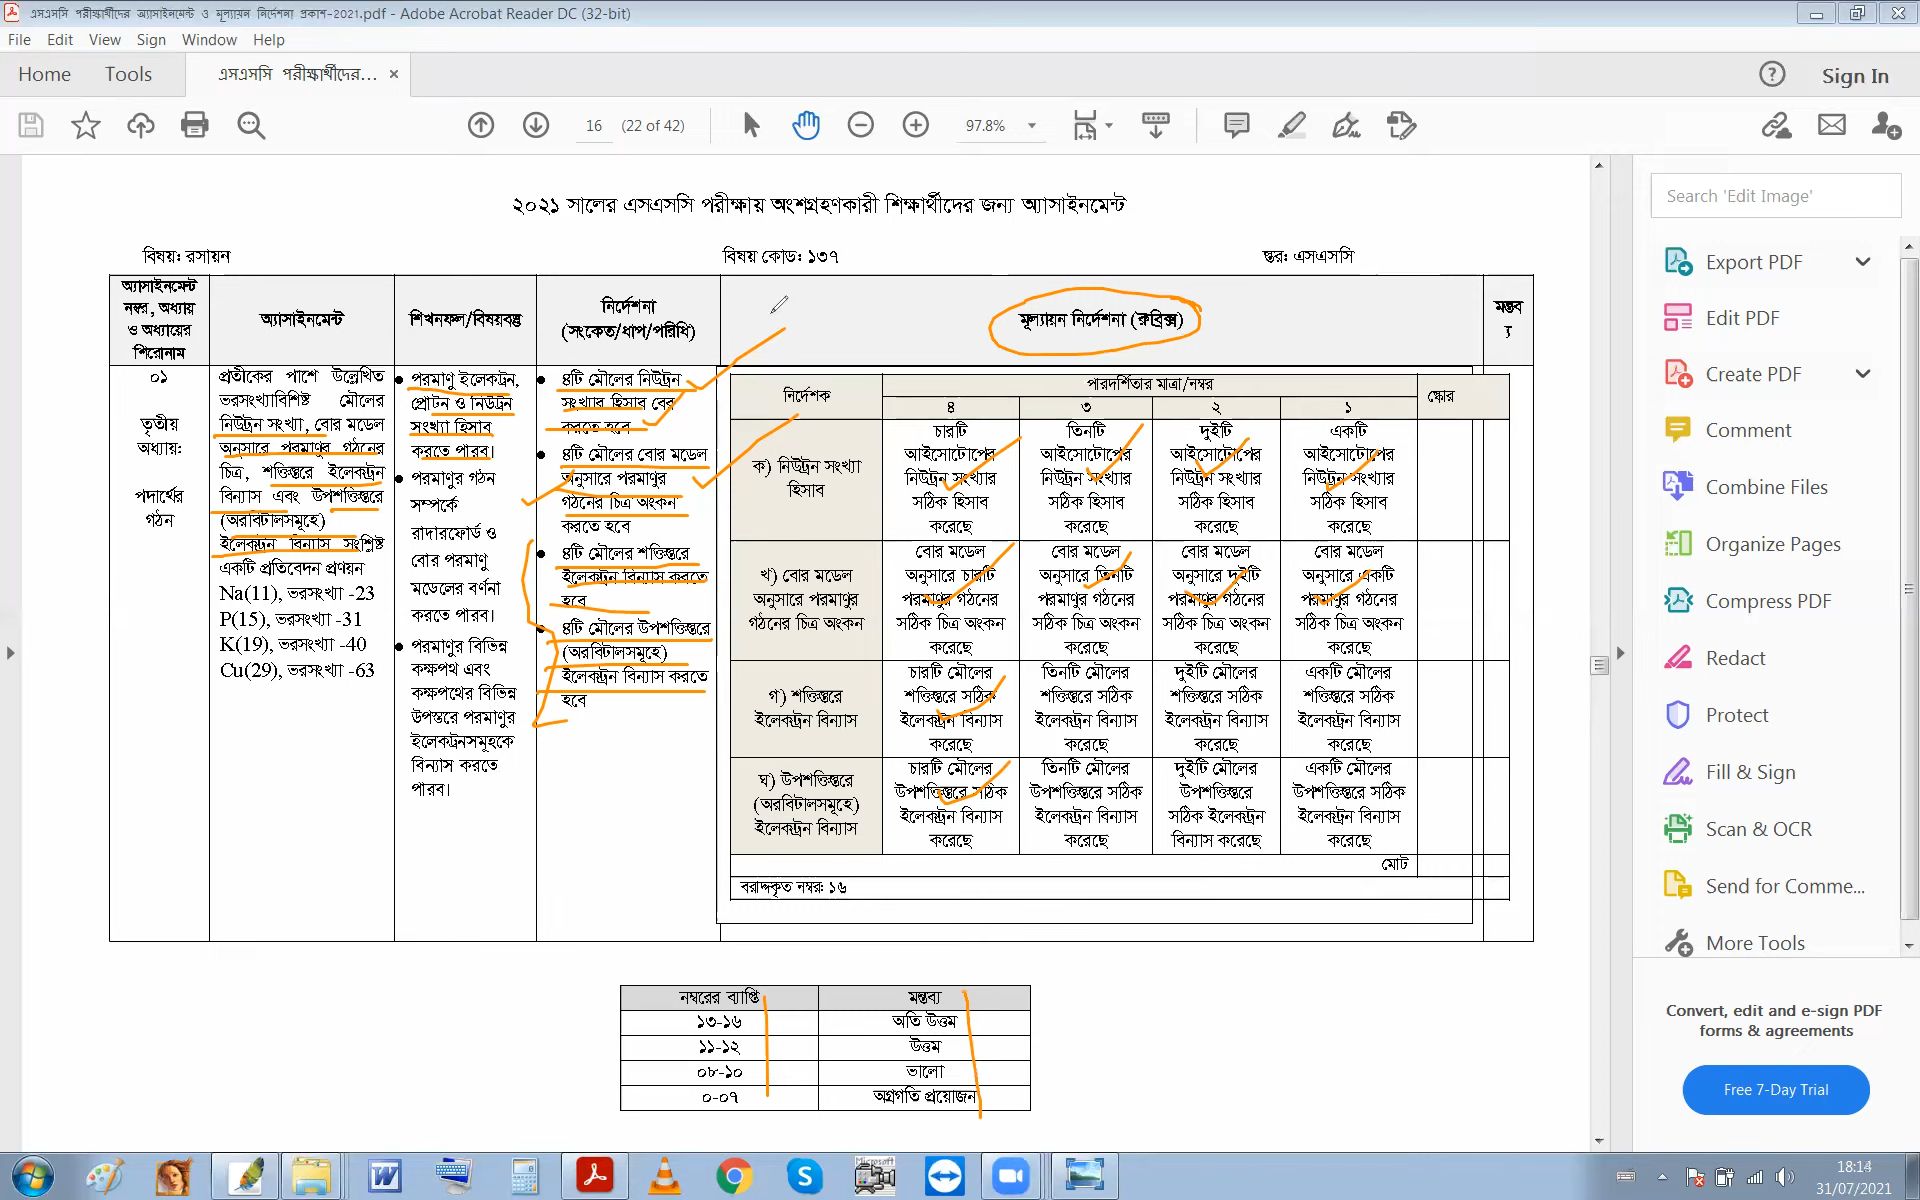 এসএসসি পরীক্ষার্থীদের অ্যাসাইনমেন্ট ও মূল্যায়ন নির্দেশনা প্রকাশ-2021.pdf - Adobe Acrobat Reader DC (32-bit)
File Edit View Sign Window Help
Home Tools এসএসসি পরীক্ষার্থীদের... × Sign In
16 (22 of 42) 97.8%
২০২১ সালের এসএসসি পরীক্ষায় অংশগ্রহণকারী শিক্ষার্থীদের জন্য অ্যাসাইনমেন্ট
বিষয়: রসায়ন বিষয় কোড: ১৩৭ স্তর: এসএসসি
অ্যাসাইনমেন্ট
নম্বর, অধ্যায়
ও অধ্যায়ের
শিরোনাম
অ্যাসাইনমেন্ট
শিখনফল/বিষয়বস্তু
নির্দেশনা
(সংকেত/ধাপ/পরিধি)
মূল্যায়ন নির্দেশনা (রুব্রিক্স)
মন্তব
্য
০১
তৃতীয়
অধ্যায়:
পদার্থের
গঠন
প্রতীকের পাশে উল্লেখিত
ভরসংখ্যাবিশিষ্ট মৌলের
নিউট্রন সংখ্যা, বোর মডেল
অনুসারে পরমাণুর গঠনের
চিত্র, শক্তিস্তরে ইলেকট্রন
বিন্যাস এবং উপশক্তিস্তরে
(অরবিটালসমূহে)
ইলেকট্রন বিন্যাস সংশ্লিষ্ট
একটি প্রতিবেদন প্রণয়ন
Na(11), ভরসংখ্যা -23
P(15), ভরসংখ্যা -31
K(19), ভরসংখ্যা -40
Cu(29), ভরসংখ্যা -63
● পরমাণু ইলেকট্রন,
প্রোটন ও নিউট্রন
সংখ্যা হিসাব
করতে পারব।
● পরমাণুর গঠন
সম্পর্কে
রাদারফোর্ড ও
বোর পরমাণু
মডেলের বর্ণনা
করতে পারব।
● পরমাণুর বিভিন্ন
কক্ষপথ এবং
কক্ষপথের বিভিন্ন
উপস্তরে পরমাণুর
ইলেকট্রনসমূহকে
বিন্যাস করতে
পারব।
● ৪টি মৌলের নিউট্রন
সংখ্যার হিসাব বের
করতে হবে
● ৪টি মৌলের বোর মডেল
অনুসারে পরমাণুর
গঠনের চিত্র অংকন
করতে হবে
● ৪টি মৌলের শক্তিস্তরে
ইলেকট্রন বিন্যাস করতে
হবে
● ৪টি মৌলের উপশক্তিস্তরে
(অরবিটালসমূহে)
ইলেকট্রন বিন্যাস করতে
হবে
নির্দেশক
পারদর্শিতার মাত্রা/নম্বর
স্কোর
৪ ৩ ২ ১
ক) নিউট্রন সংখ্যা
হিসাব
চারটি
আইসোটোপের
নিউট্রন সংখ্যার
সঠিক হিসাব
করেছে
তিনটি
আইসোটোপের
নিউট্রন সংখ্যার
সঠিক হিসাব
করেছে
দুইটি
আইসোটোপের
নিউট্রন সংখ্যার
সঠিক হিসাব
করেছে
একটি
আইসোটোপের
নিউট্রন সংখ্যার
সঠিক হিসাব
করেছে
খ) বোর মডেল
অনুসারে পরমাণুর
গঠনের চিত্র অংকন
বোর মডেল
অনুসারে চারটি
পরমাণুর গঠনের
সঠিক চিত্র অংকন
করেছে
বোর মডেল
অনুসারে তিনটি
পরমাণুর গঠনের
সঠিক চিত্র অংকন
করেছে
বোর মডেল
অনুসারে দুইটি
পরমাণুর গঠনের
সঠিক চিত্র অংকন
করেছে
বোর মডেল
অনুসারে একটি
পরমাণুর গঠনের
সঠিক চিত্র অংকন
করেছে
গ) শক্তিস্তরে
ইলেকট্রন বিন্যাস
চারটি মৌলের
শক্তিস্তরে সঠিক
ইলেকট্রন বিন্যাস
করেছে
তিনটি মৌলের
শক্তিস্তরে সঠিক
ইলেকট্রন বিন্যাস
করেছে
দুইটি মৌলের
শক্তিস্তরে সঠিক
ইলেকট্রন বিন্যাস
করেছে
একটি মৌলের
শক্তিস্তরে সঠিক
ইলেকট্রন বিন্যাস
করেছে
ঘ) উপশক্তিস্তরে
(অরবিটালসমূহে)
ইলেকট্রন বিন্যাস
চারটি মৌলের
উপশক্তিস্তরে সঠিক
ইলেকট্রন বিন্যাস
করেছে
তিনটি মৌলের
উপশক্তিস্তরে সঠিক
ইলেকট্রন বিন্যাস
করেছে
দুইটি মৌলের
উপশক্তিস্তরে
সঠিক ইলেকট্রন
বিন্যাস করেছে
একটি মৌলের
উপশক্তিস্তরে সঠিক
ইলেকট্রন বিন্যাস
করেছে
মোট
বরাদ্দকৃত নম্বর: ১৬
নম্বরের ব্যাপ্তি মন্তব্য
১৩-১৬ অতি উত্তম
১১-১২ উত্তম
০৮-১০ ভালো
০-০৭ অগ্রগতি প্রয়োজন
Search 'Edit Image'
Export PDF
Edit PDF
Create PDF
Comment
Combine Files
Organize Pages
Compress PDF
Redact
Protect
Fill & Sign
Scan & OCR
Send for Comme...
More Tools
Convert, edit and e-sign PDF
forms & agreements
Free 7-Day Trial
18:14
31/07/2021